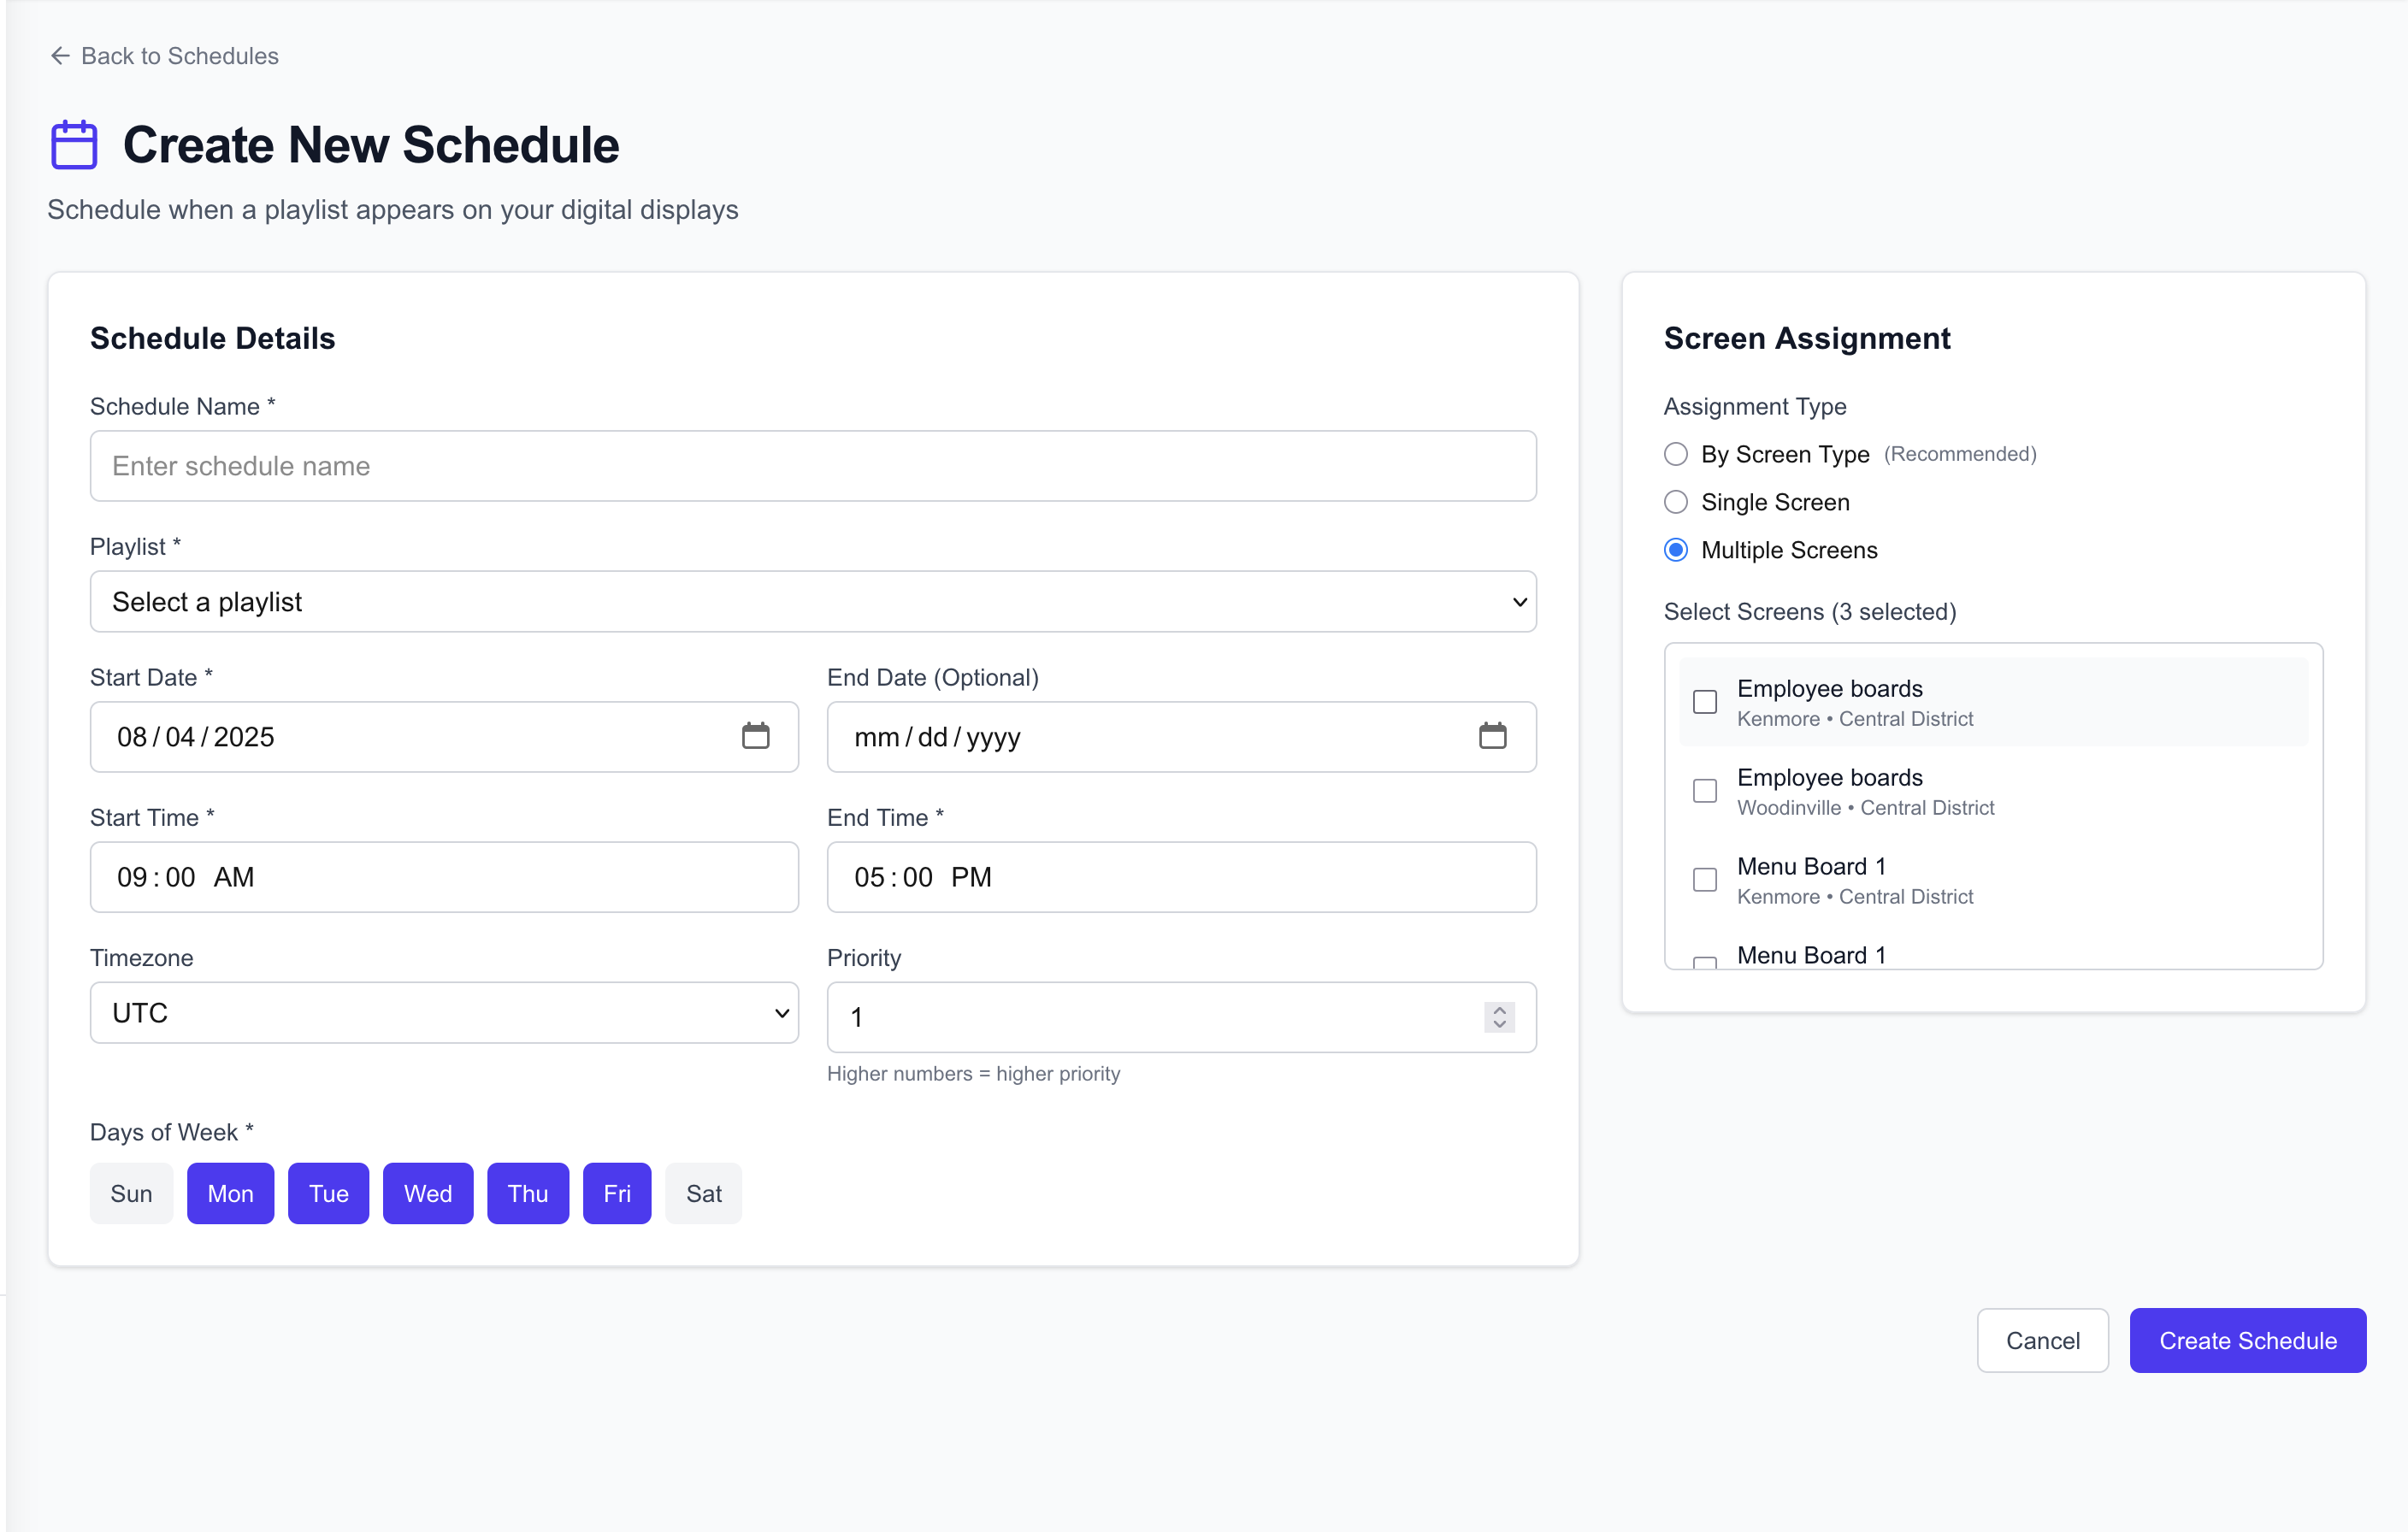 Back to Schedules
Create New Schedule
Schedule when a playlist appears on your digital displays
Schedule Details
Schedule Name *
Enter schedule name
Playlist *
Select a playlist
Start Date *
End Date (Optional)
08/04/2025
mm/dd/yyyy
Start Time *
End Time *
09:00 AM
05:00 PM
Timezone
Priority
UTC
1
Higher numbers = higher priority
Days of Week *
Sun Mon Tue Wed Thu Fri Sat
Screen Assignment
Assignment Type
By Screen Type (Recommended)
Single Screen
Multiple Screens
Select Screens (3 selected)
Employee boards
Kenmore • Central District
Employee boards
Woodinville • Central District
Menu Board 1
Kenmore • Central District
Menu Board 1
Cancel
Create Schedule